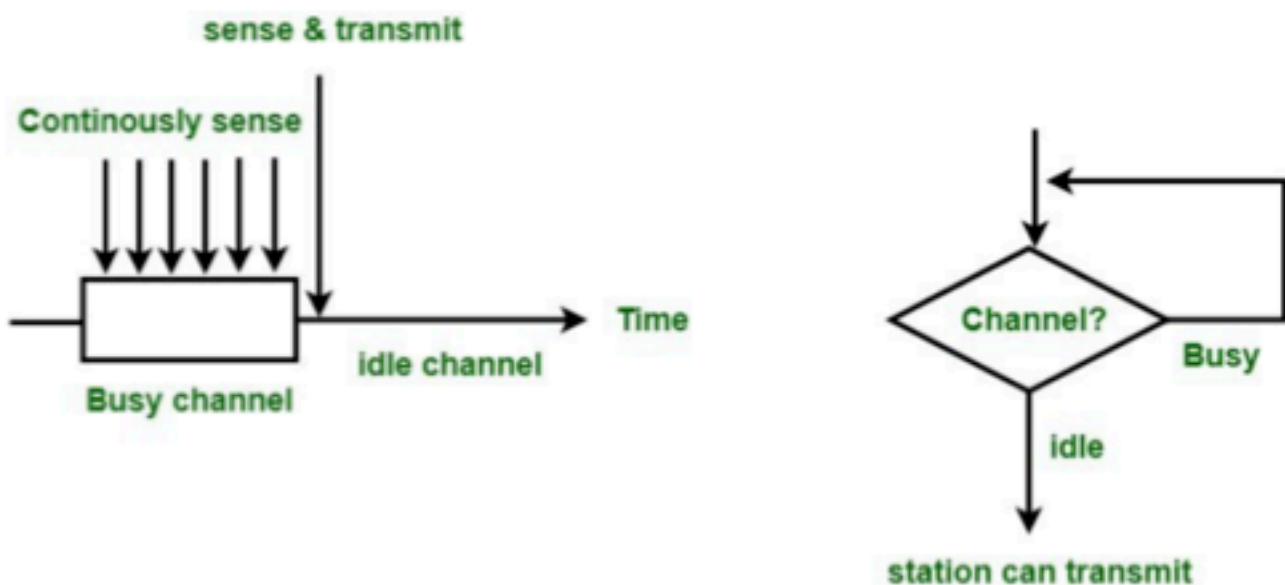 sense & transmit
Continously sense
Time
idle channel
Busy channel
Channel?
Busy
idle
station can transmit